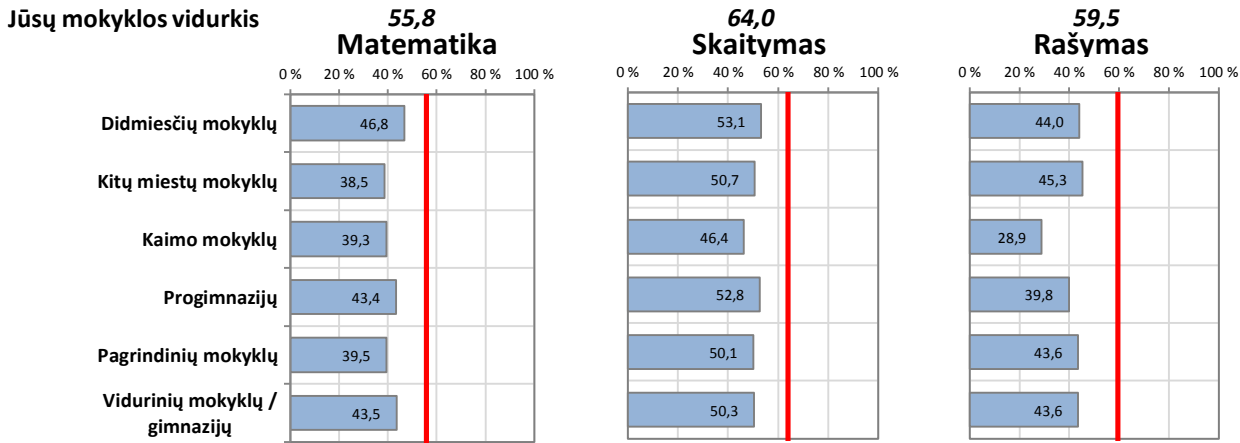 Jūsų mokyklos vidurkis 55,8 64,0 59,5
Matematika Skaitymas Rašymas
0 % 20 % 40 % 60 % 80 % 100 % 0 % 20 % 40 % 60 % 80 % 100 % 0 % 20 % 40 % 60 % 80 % 100 %
Didmiesčių mokyklų 46,8 53,1 44,0
Kitų miestų mokyklų 38,5 50,7 45,3
Kaimo mokyklų 39,3 46,4 28,9
Progimnazijų 43,4 52,8 39,8
Pagrindinių mokyklų 39,5 50,1 43,6
Vidurinių mokyklų /
gimnazijų 43,5 50,3 43,6